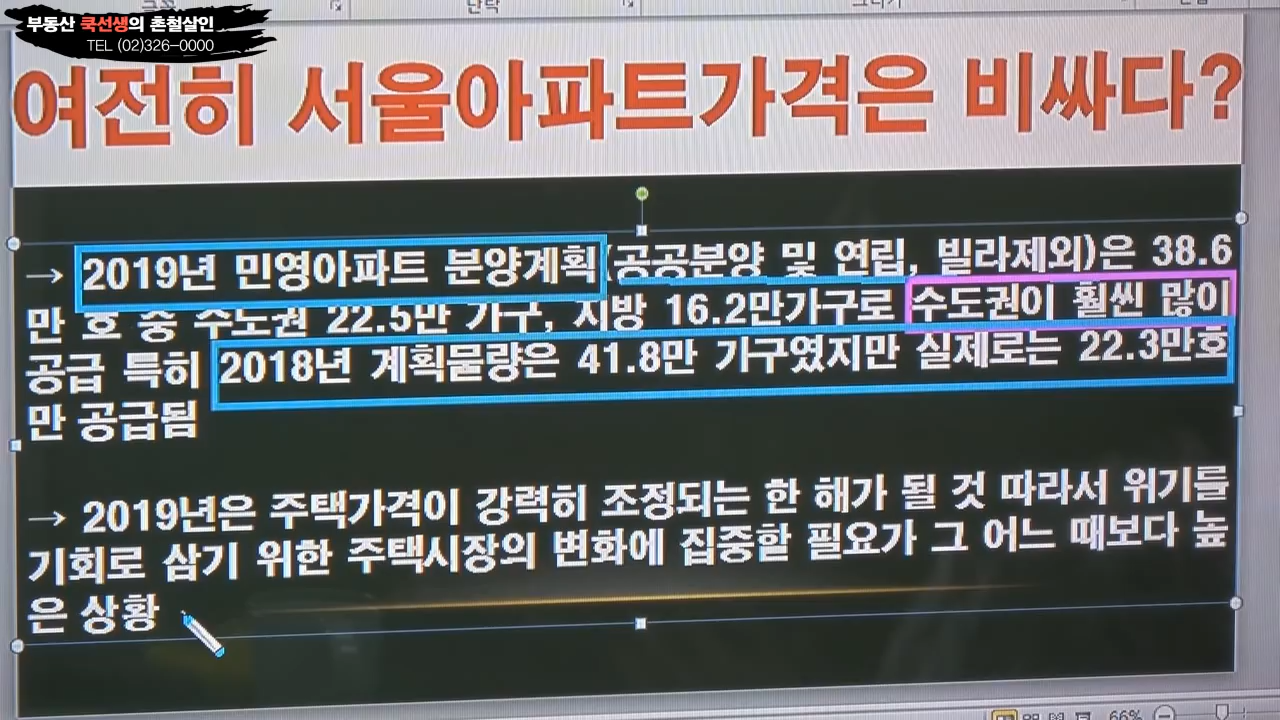 부동산 쿡선생의 촌철살인
TEL (02)326-0000
단락
그리기
여전히 서울아파트가격은 비싸다?
→ 2019년 민영아파트 분양계획(공공분양 및 연립, 빌라제외)은 38.6
만 호 중 수도권 22.5만 가구, 지방 16.2만가구로 수도권이 훨씬 많이
공급 특히 2018년 계획물량은 41.8만 가구였지만 실제로는 22.3만호
만 공급됨
→ 2019년은 주택가격이 강력히 조정되는 한 해가 될 것 따라서 위기를
기회로 삼기 위한 주택시장의 변화에 집중할 필요가 그 어느 때보다 높
은 상황
66%